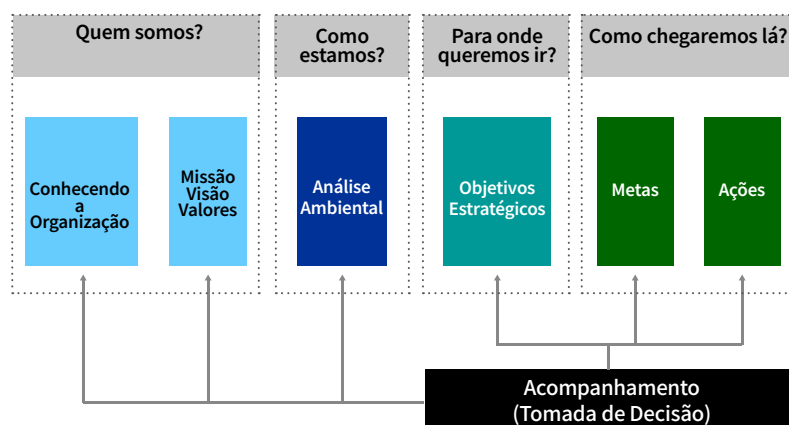 Quem somos?
Como
estamos?
Para onde
queremos ir?
Como chegaremos lá?
Conhecendo
a
Organização
Missão
Visão
Valores
Análise
Ambiental
Objetivos
Estratégicos
Metas
Ações
Acompanhamento
(Tomada de Decisão)